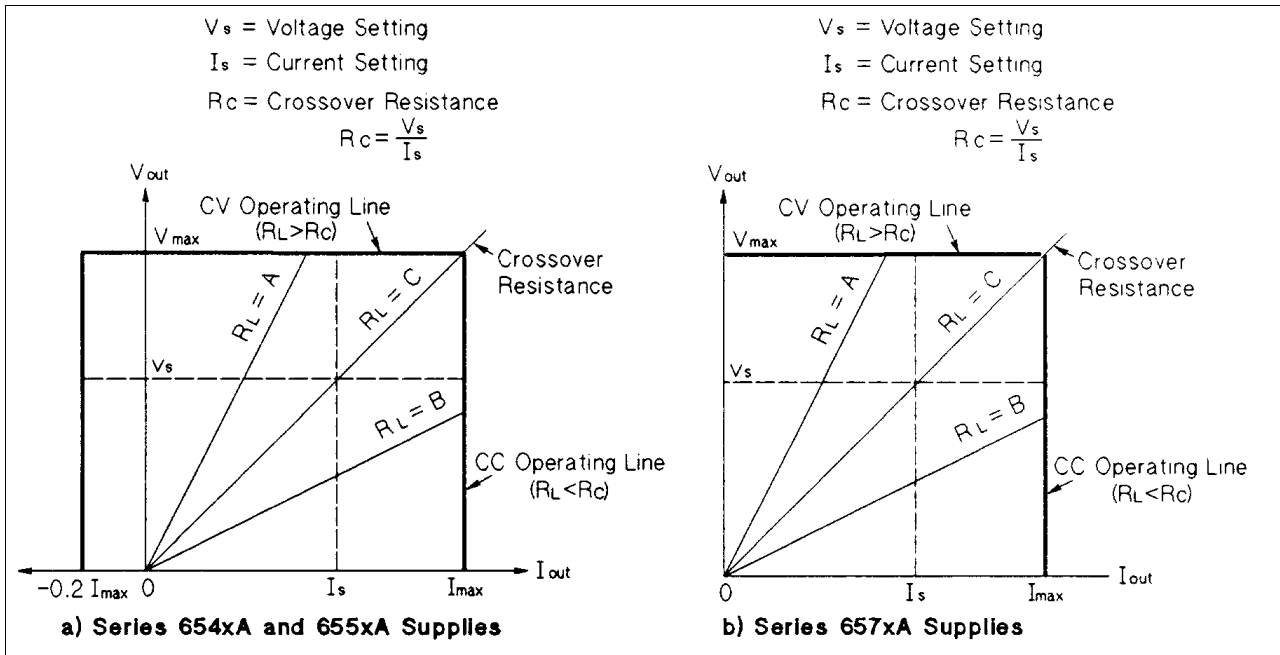 Vs = Voltage Setting
Is = Current Setting
Rc = Crossover Resistance
Rc = Vs
Is
Vout
CV Operating Line
(RL>Rc)
Vmax
Crossover
Resistance
RL = A
RL = C
Vs
RL = B
CC Operating Line
(RL<Rc)
-0.2 Imax
0
Is
Imax
Iout
a) Series 654xA and 655xA Supplies
Vs = Voltage Setting
Is = Current Setting
Rc = Crossover Resistance
Rc = Vs
Is
Vout
CV Operating Line
(RL>Rc)
Vmax
Crossover
Resistance
RL = A
RL = C
Vs
RL = B
CC Operating Line
(RL<Rc)
0
Is
Imax
Iout
b) Series 657xA Supplies